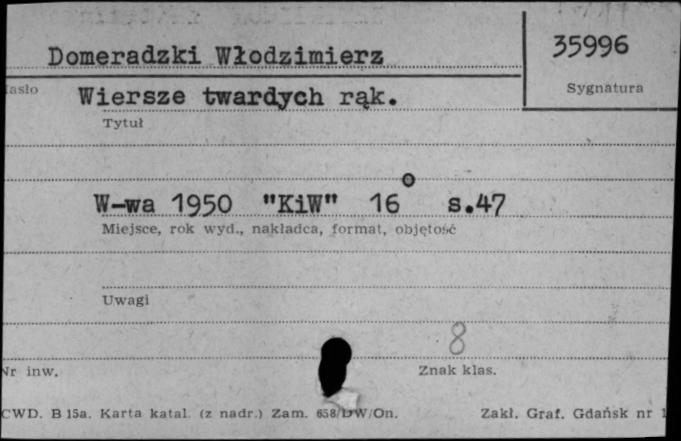 Domeradzki Włodzimierz
35996
Sygnatura
asło
Wiersze twardych rąk.
Tytuł
W-wa 1950 "KiW" 16° s.47
Miejsce, rok wyd., nakładca, format, objętość
Uwagi
8
Nr inw.
Znak klas.
CWD. B 15a. Karta katal. (z nadr.) Zam. 658/DW/On.
Zakł. Graf. Gdańsk nr 1